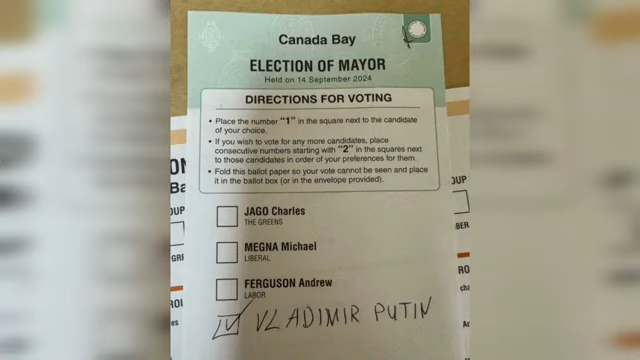 Canada Bay
ELECTION OF MAYOR
Held on 14 September 2024
DIRECTIONS FOR VOTING
• Place the number "1" in the square next to the candidate
of your choice.
• If you wish to vote for any more candidates, place
consecutive numbers starting with "2" in the squares next
to those candidates in order of your preferences for them.
• Fold this ballot paper so your vote cannot be seen and place
it in the ballot box (or in the envelope provided).
JAGO Charles
THE GREENS
MEGNA Michael
LIBERAL
FERGUSON Andrew
LABOR
VLADIMIR PUTIN